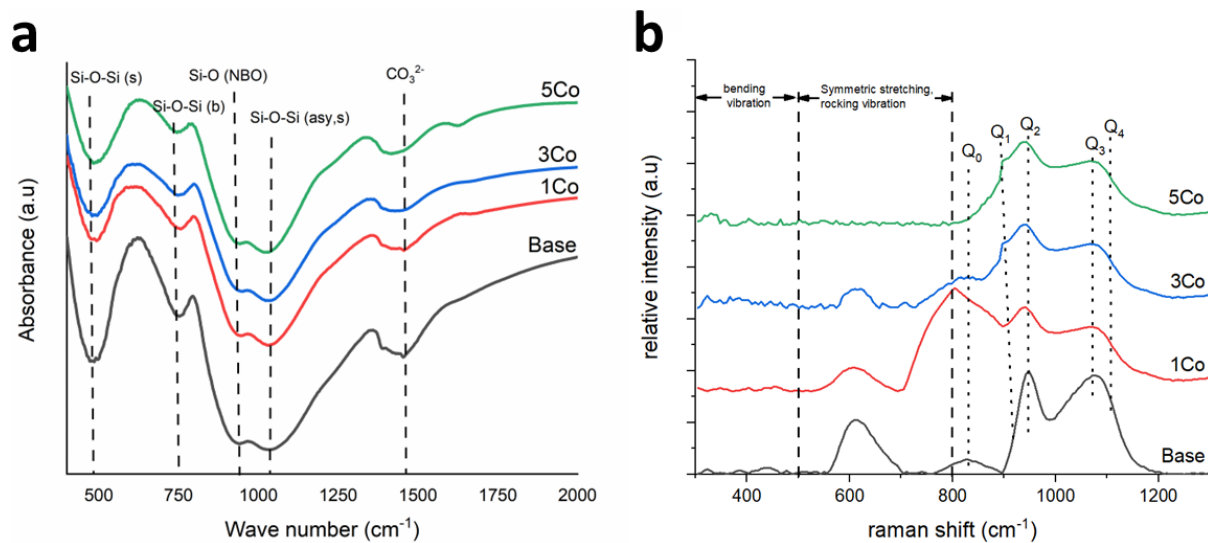 a
Si-O-Si (s)
Si-O (NBO)
CO₃²⁻
Si-O-Si (b)
Si-O-Si (asy,s)
5Co
3Co
1Co
Base
Absorbance (a.u)
500
750
1000
1250
1500
1750
2000
Wave number (cm⁻¹)
b
bending
vibration
Symmetric stretching,
rocking vibration
Q₀
Q₁
Q₂
Q₃
Q₄
5Co
3Co
1Co
Base
relative intensity (a.u)
400
600
800
1000
1200
raman shift (cm⁻¹)